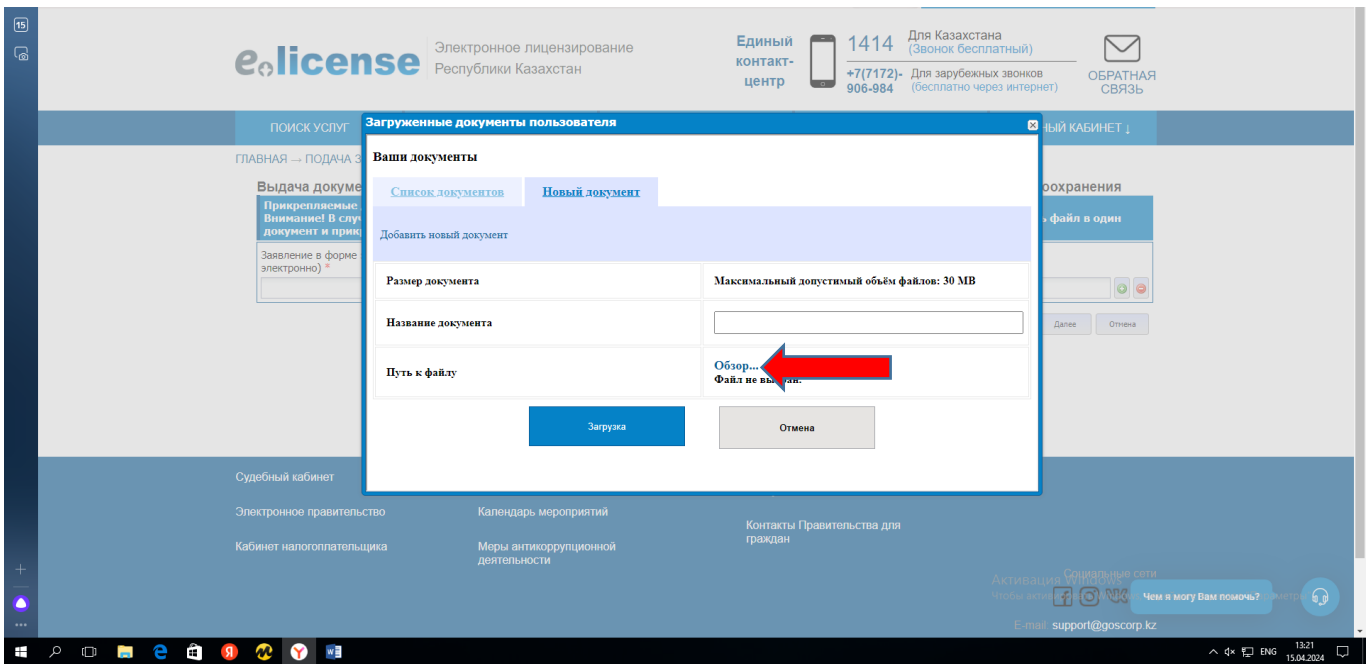 15
e.license
Электронное лицензирование
Республики Казахстан
Единый
контакт-
центр
1414
Для Казахстана
(Звонок бесплатный)
+7(7172)-
906-984
Для зарубежных звонков
(бесплатно через интернет)
ОБРАТНАЯ
СВЯЗЬ
ПОИСК УСЛУГ
НЫЙ КАБИНЕТ ↓
Загруженные документы пользователя
ГЛАВНАЯ → ПОДАЧА З
Ваши документы
Список документов
Новый документ
Выдача докуме
оохранения
Прикрепляемые
Внимание! В случ
ь файл в один
документ и прик
Добавить новый документ
Заявление в форме
электронно) *
Размер документа
Максимальный допустимый объём файлов: 30 MB
Название документа
Далее
Отмена
Путь к файлу
Обзор...
Файл не
Загрузка
Отмена
Судебный кабинет
Электронное правительство
Календарь мероприятий
Контакты Правительства для
граждан
Кабинет налогоплательщика
Меры антикоррупционной
деятельности
Социальные сети
Активация Windows
Чтобы
Чем я могу Вам помочь?
E-mail: support@goscorp.kz
ENG
13:21
15.04.2024